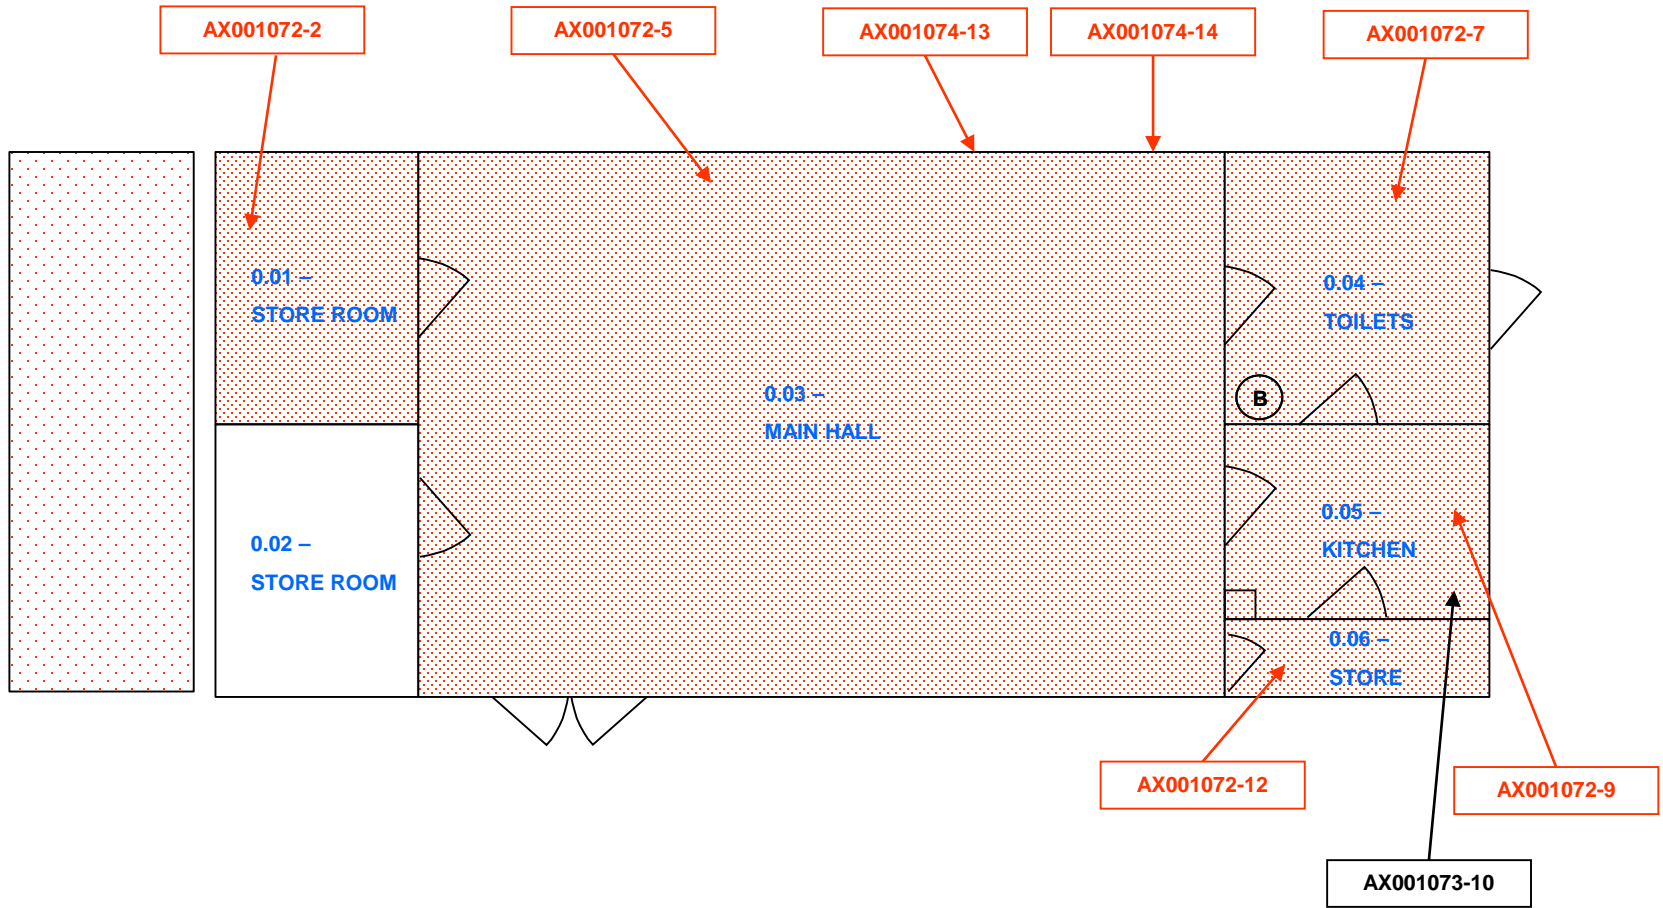 AX001072-2
AX001072-5
AX001074-13
AX001074-14
AX001072-7
0.01 –
STORE ROOM
0.02 –
STORE ROOM
0.03 –
MAIN HALL
0.04 –
TOILETS
B
0.05 –
KITCHEN
0.06 –
STORE
AX001072-12
AX001072-9
AX001073-10